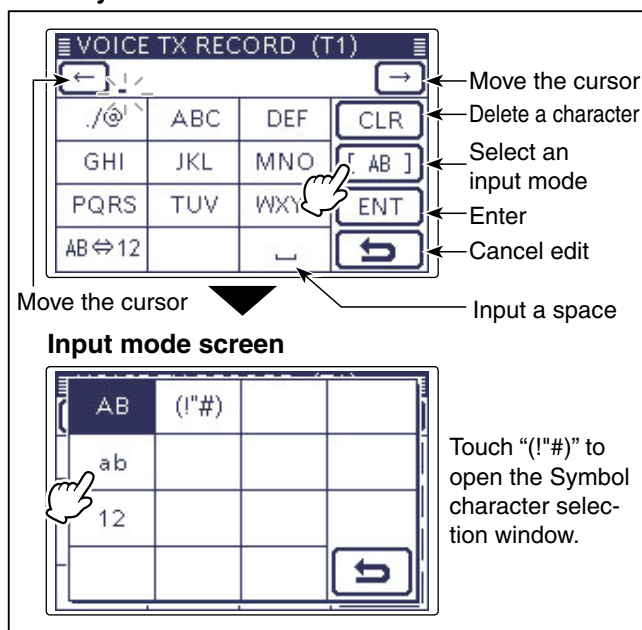 VOICE TX RECORD (T1)
← →
Move the cursor
./@ ABC DEF CLR
Delete a character
GHI JKL MNO [ AB ]
Select an
input mode
PQRS TUV ENT
Enter
AB⇔12 ␣
Cancel edit
Move the cursor
Input a space
Input mode screen
AB (!"#)
ab
12
Touch “(!"#)” to
open the Symbol
character selec-
tion window.